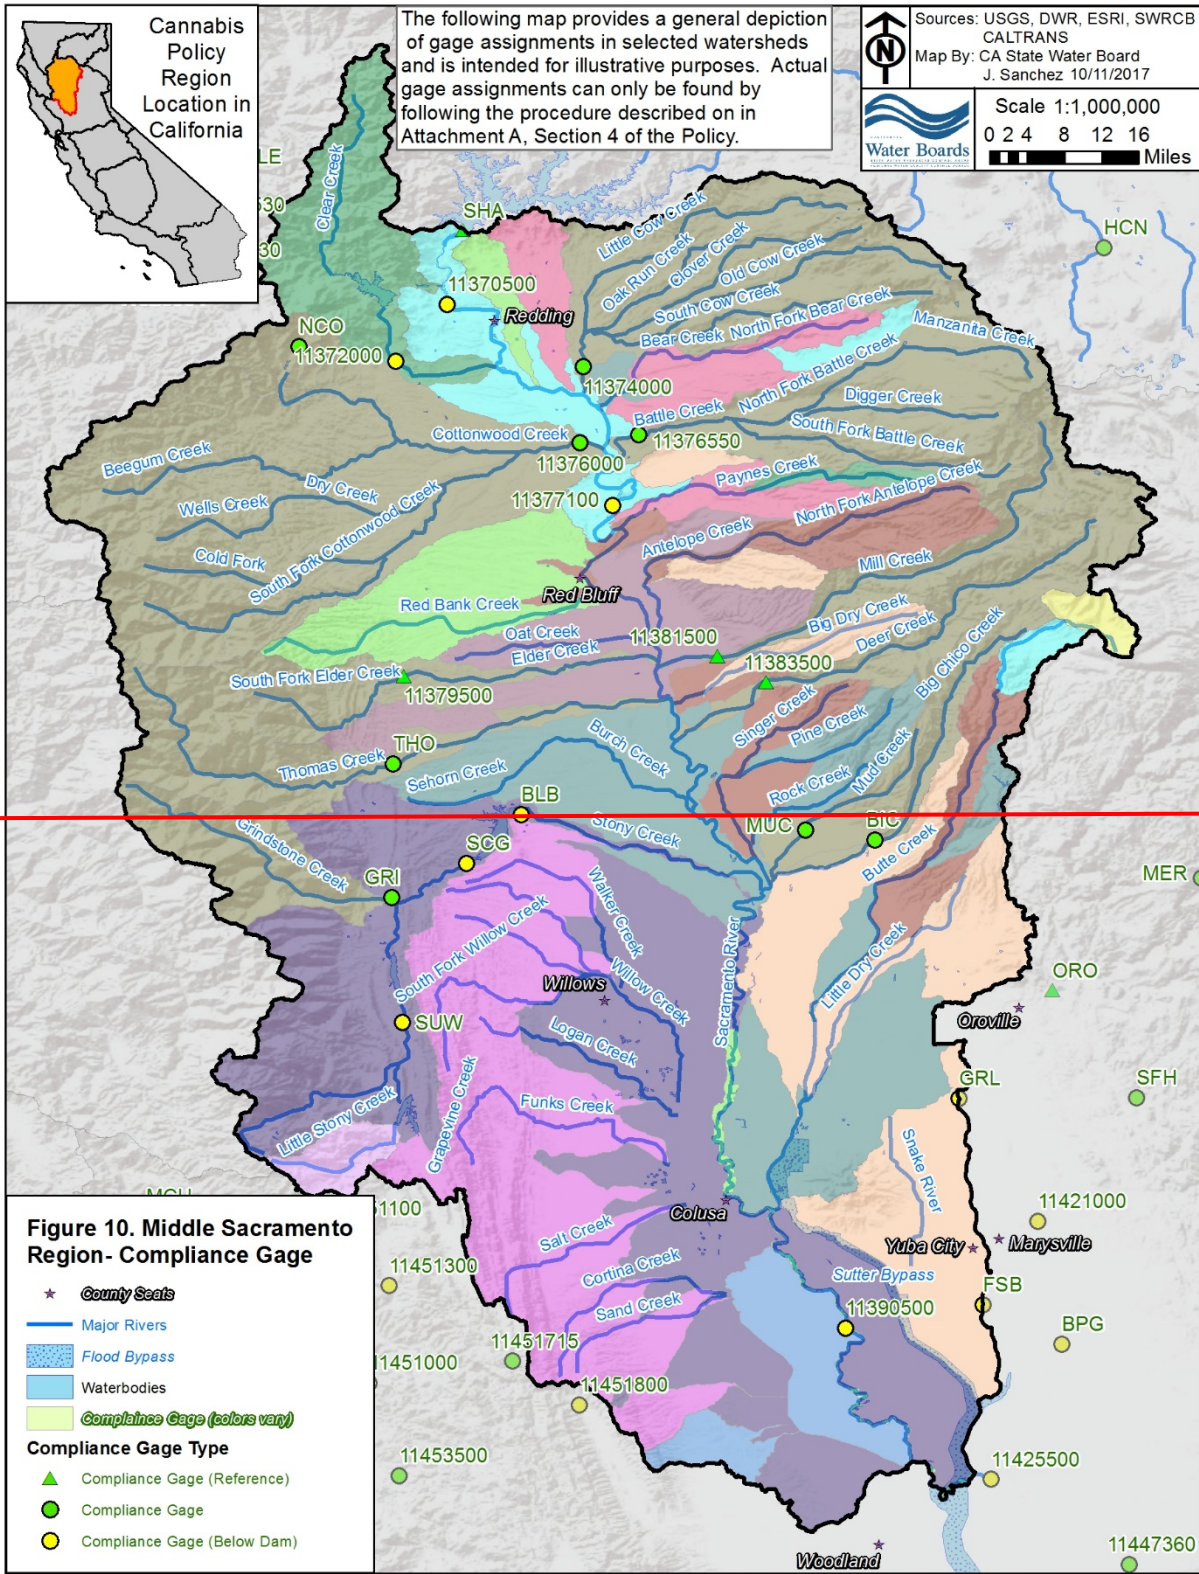 Cannabis
Policy
Region
Location in
California
The following map provides a general depiction
of gage assignments in selected watersheds
and is intended for illustrative purposes. Actual
gage assignments can only be found by
following the procedure described on in
Attachment A, Section 4 of the Policy.
N
Sources: USGS, DWR, ESRI, SWRCB
CALTRANS
Map By: CA State Water Board
J. Sanchez 10/11/2017
Water Boards
Scale 1:1,000,000
0 2 4 8 12 16
Miles
LE
530
30
Clear Creek
SHA
HCN
Little Cow Creek
Oak Run Creek
Clover Creek
Old Cow Creek
South Cow Creek
11370500
Redding
NCO
11372000
Bear Creek
North Fork Bear Creek
Manzanita Creek
11374000
North Fork Battle Creek
Digger Creek
Battle Creek
South Fork Battle Creek
11376550
Cottonwood Creek
11376000
Beegum Creek
Dry Creek
Wells Creek
11377100
Paynes Creek
North Fork Antelope Creek
Antelope Creek
Cold Fork
South Fork Cottonwood Creek
Mill Creek
Red Bluff
Red Bank Creek
Oat Creek
Elder Creek
11381500
Big Dry Creek
Deer Creek
Big Chico Creek
11383500
South Fork Elder Creek
11379500
Singer Creek
Pine Creek
Burch Creek
THO
Thomas Creek
Sehorn Creek
Rock Creek
Mud Creek
BLB
Stony Creek
MUC
BIC
Grindstone Creek
SCG
Butte Creek
GRI
MER
Walker Creek
South Fork Willow Creek
Willow Creek
Willows
Sacramento River
Little Dry Creek
ORO
Oroville
SUW
Logan Creek
Grapevine Creek
Funks Creek
GRL
SFH
Little Stony Creek
Snake River
Colusa
11421000
Salt Creek
Yuba City
Marysville
Cortina Creek
Sutter Bypass
Sand Creek
11390500
FSB
BPG
51100
11451300
11451715
11451000
11451800
11453500
11425500
Woodland
11447360
Figure 10. Middle Sacramento
Region- Compliance Gage
County Seats
Major Rivers
Flood Bypass
Waterbodies
Complaince Gage (colors vary)
Compliance Gage Type
Compliance Gage (Reference)
Compliance Gage
Compliance Gage (Below Dam)